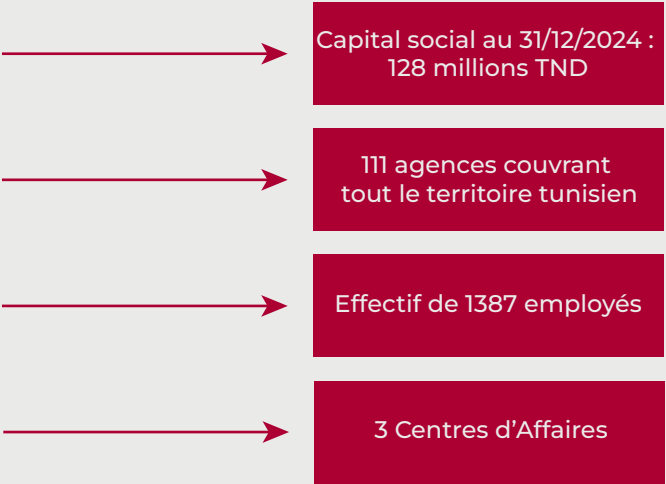 Capital social au 31/12/2024 :
128 millions TND
111 agences couvrant
tout le territoire tunisien
Effectif de 1387 employés
3 Centres d’Affaires